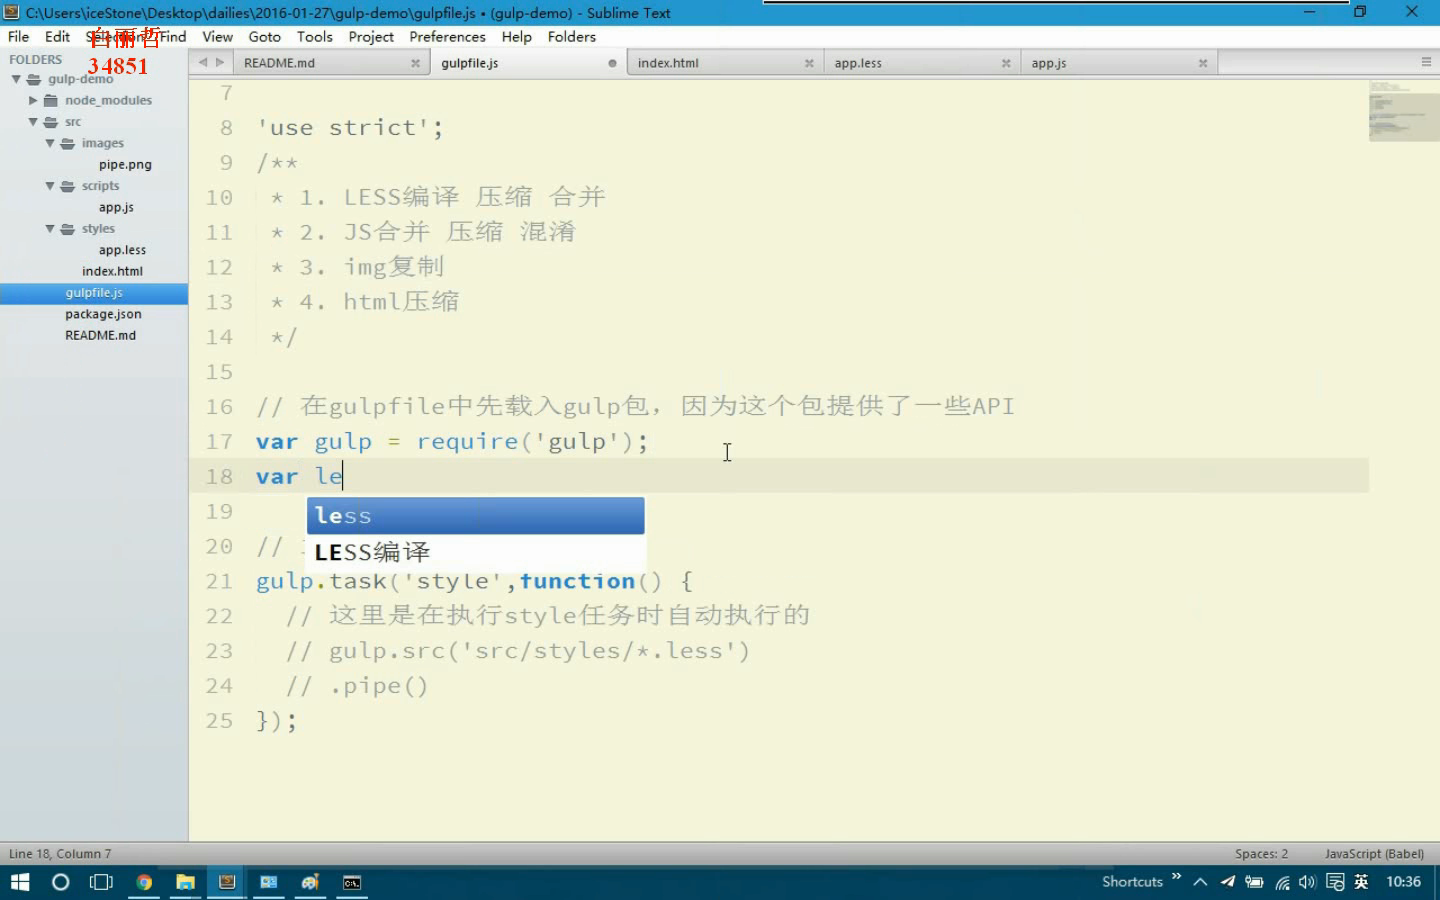 C:\Users\iceStone\Desktop\dailies\2016-01-27\gulp-demo\gulpfile.js • (gulp-demo) - Sublime Text
File Edit Find View Goto Tools Project Preferences Help Folders
白丽哲
34851
FOLDERS
gulp-demo
node_modules
src
images
pipe.png
scripts
app.js
styles
app.less
index.html
gulpfile.js
package.json
README.md
README.md gulpfile.js index.html app.less app.js
7
8 'use strict';
9 /**
10 * 1. LESS编译 压缩 合并
11 * 2. JS合并 压缩 混淆
12 * 3. img复制
13 * 4. html压缩
14 */
15
16 // 在gulpfile中先载入gulp包，因为这个包提供了一些API
17 var gulp = require('gulp');
18 var le
less
19
LESS编译
20 //
21 gulp.task('style',function() {
22 // 这里是在执行style任务时自动执行的
23 // gulp.src('src/styles/*.less')
24 // .pipe()
25 });
Line 18, Column 7 Spaces: 2 JavaScript (Babel)
Shortcuts » 英 10:36